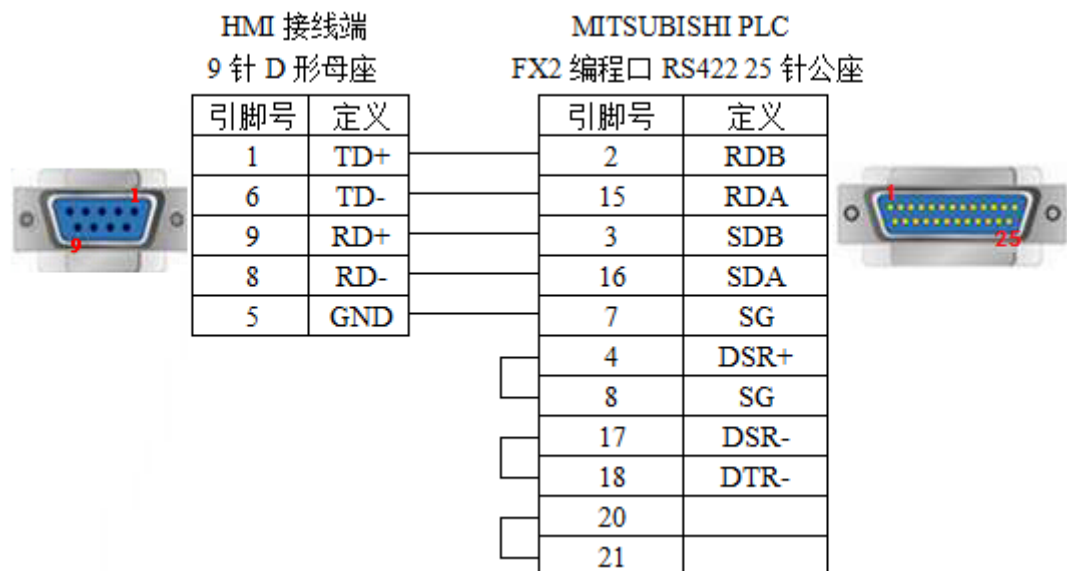 HMI 接线端
9 针 D 形母座
引脚号 定义
1 TD+
6 TD-
9 RD+
8 RD-
5 GND
1
9
MITSUBISHI PLC
FX2 编程口 RS422 25 针公座
引脚号 定义
2 RDB
15 RDA
3 SDB
16 SDA
7 SG
4 DSR+
8 SG
17 DSR-
18 DTR-
20
21
1
25